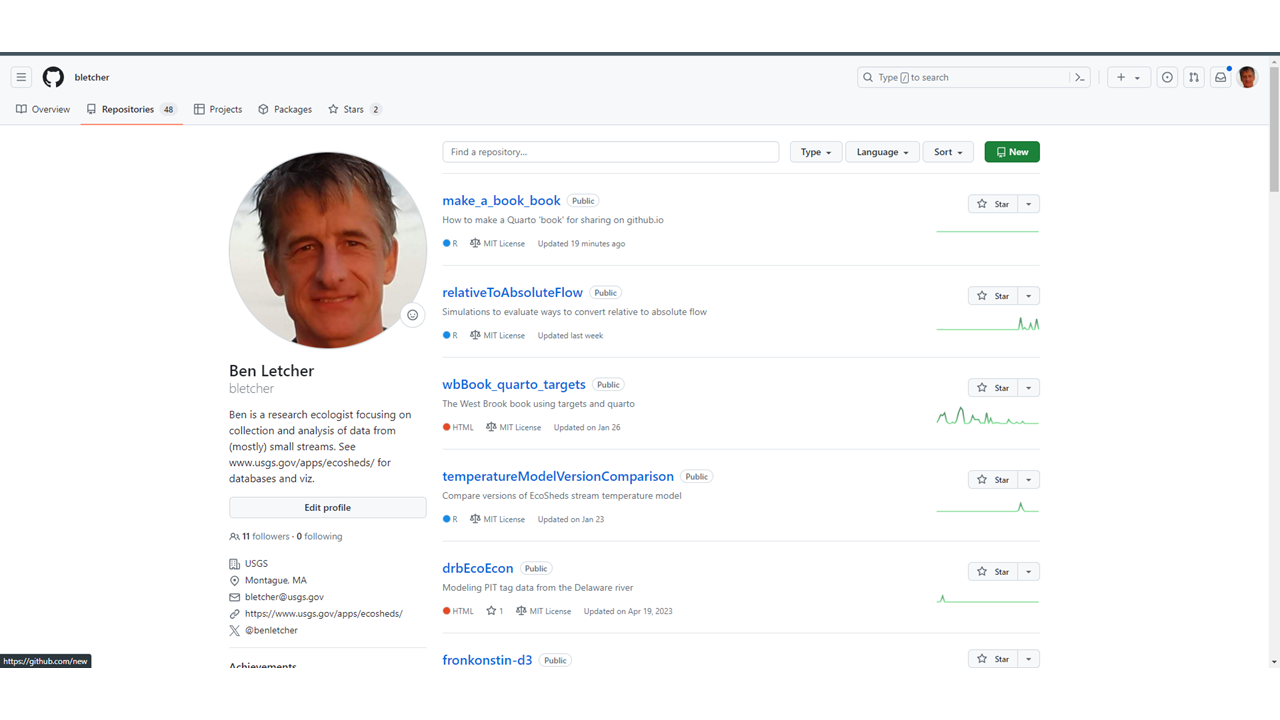 bletcher
Type / to search
Overview
Repositories 48
Projects
Packages
Stars 2
Find a repository...
Type
Language
Sort
New
make_a_book_book Public
Star
How to make a Quarto 'book' for sharing on github.io
R MIT License Updated 19 minutes ago
relativeToAbsoluteFlow Public
Star
Simulations to evaluate ways to convert relative to absolute flow
R MIT License Updated last week
wbBook_quarto_targets Public
Star
The West Brook book using targets and quarto
HTML MIT License Updated on Jan 26
temperatureModelVersionComparison Public
Star
Compare versions of EcoSheds stream temperature model
R MIT License Updated on Jan 23
drbEcoEcon Public
Star
Modeling PIT tag data from the Delaware river
HTML 1 MIT License Updated on Apr 19, 2023
fronkonstin-d3 Public
Star
Ben Letcher
bletcher
Ben is a research ecologist focusing on
collection and analysis of data from
(mostly) small streams. See
www.usgs.gov/apps/ecosheds/ for
databases and viz.
Edit profile
11 followers · 0 following
USGS
Montague, MA
bletcher@usgs.gov
https://www.usgs.gov/apps/ecosheds/
@benletcher
Achievements
https://github.com/new